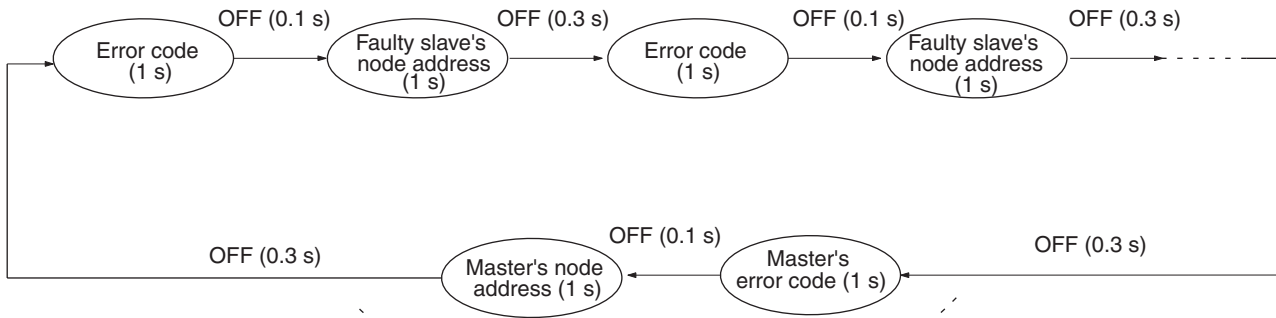 OFF (0.1 s)
OFF (0.3 s)
OFF (0.1 s)
OFF (0.3 s)
Error code
(1 s)
Faulty slave's
node address
(1 s)
Error code
(1 s)
Faulty slave's
node address
(1 s)
OFF (0.3 s)
OFF (0.1 s)
OFF (0.3 s)
Master's node
address (1 s)
Master's
error code (1 s)